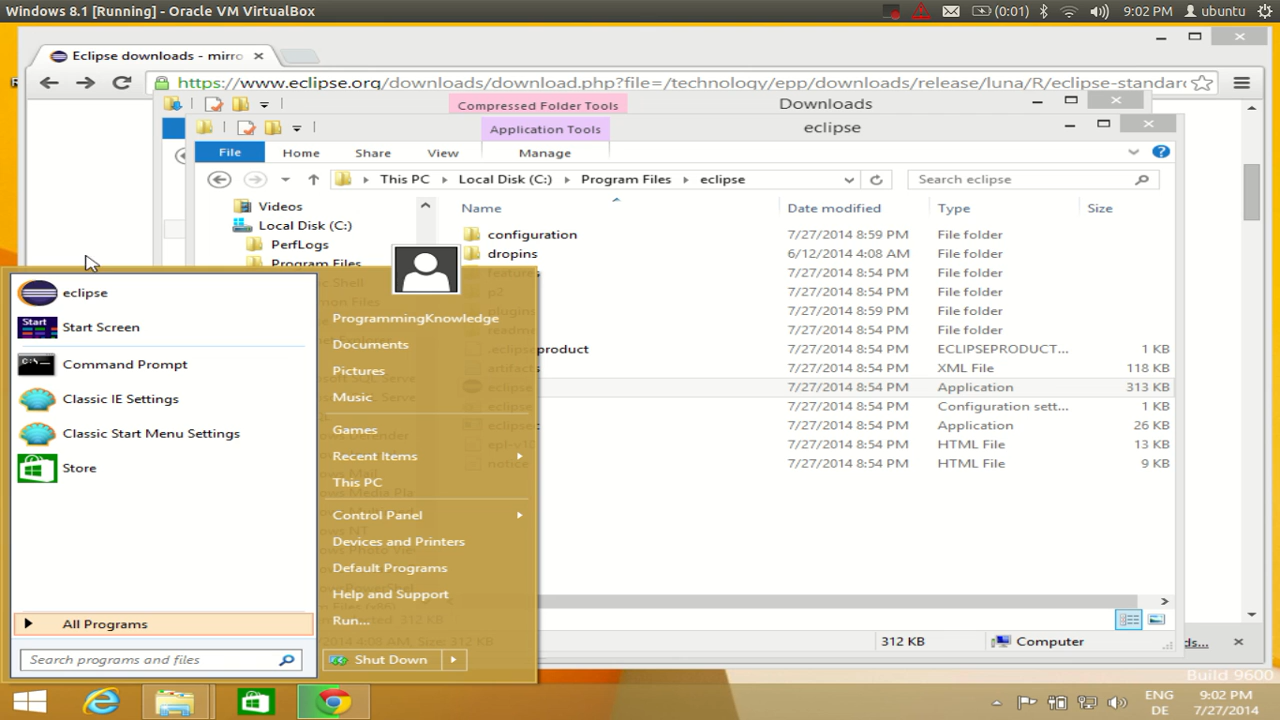 Windows 8.1 [Running] - Oracle VM VirtualBox
(0:01)
9:02 PM
ubuntu
Eclipse downloads - mirro
https://www.eclipse.org/downloads/download.php?file=/technology/epp/downloads/release/luna/R/eclipse-standard
Compressed Folder Tools
Downloads
Application Tools
eclipse
File
Home
Share
View
Manage
This PC
Local Disk (C:)
Program Files
eclipse
Search eclipse
Videos
Local Disk (C:)
PerfLogs
Program Files
Name
Date modified
Type
Size
configuration 7/27/2014 8:59 PM File folder
dropins 6/12/2014 4:08 AM File folder
features 7/27/2014 8:54 PM File folder
p2 7/27/2014 8:54 PM File folder
plugins 7/27/2014 8:54 PM File folder
readme 7/27/2014 8:54 PM File folder
.eclipseproduct 7/27/2014 8:54 PM ECLIPSEPRODUCT... 1 KB
artifacts 7/27/2014 8:54 PM XML File 118 KB
eclipse 7/27/2014 8:54 PM Application 313 KB
eclipse 7/27/2014 8:54 PM Configuration sett... 1 KB
eclipsec 7/27/2014 8:54 PM Application 26 KB
epl-v10 7/27/2014 8:54 PM HTML File 13 KB
notice 7/27/2014 8:54 PM HTML File 9 KB
eclipse
Start Screen
Command Prompt
Classic IE Settings
Classic Start Menu Settings
Store
All Programs
Search programs and files
ProgrammingKnowledge
Documents
Pictures
Music
Games
Recent Items
This PC
Control Panel
Devices and Printers
Default Programs
Help and Support
Run...
Shut Down
312 KB
Computer
ds...
Build 9600
ENG
DE
9:02 PM
7/27/2014